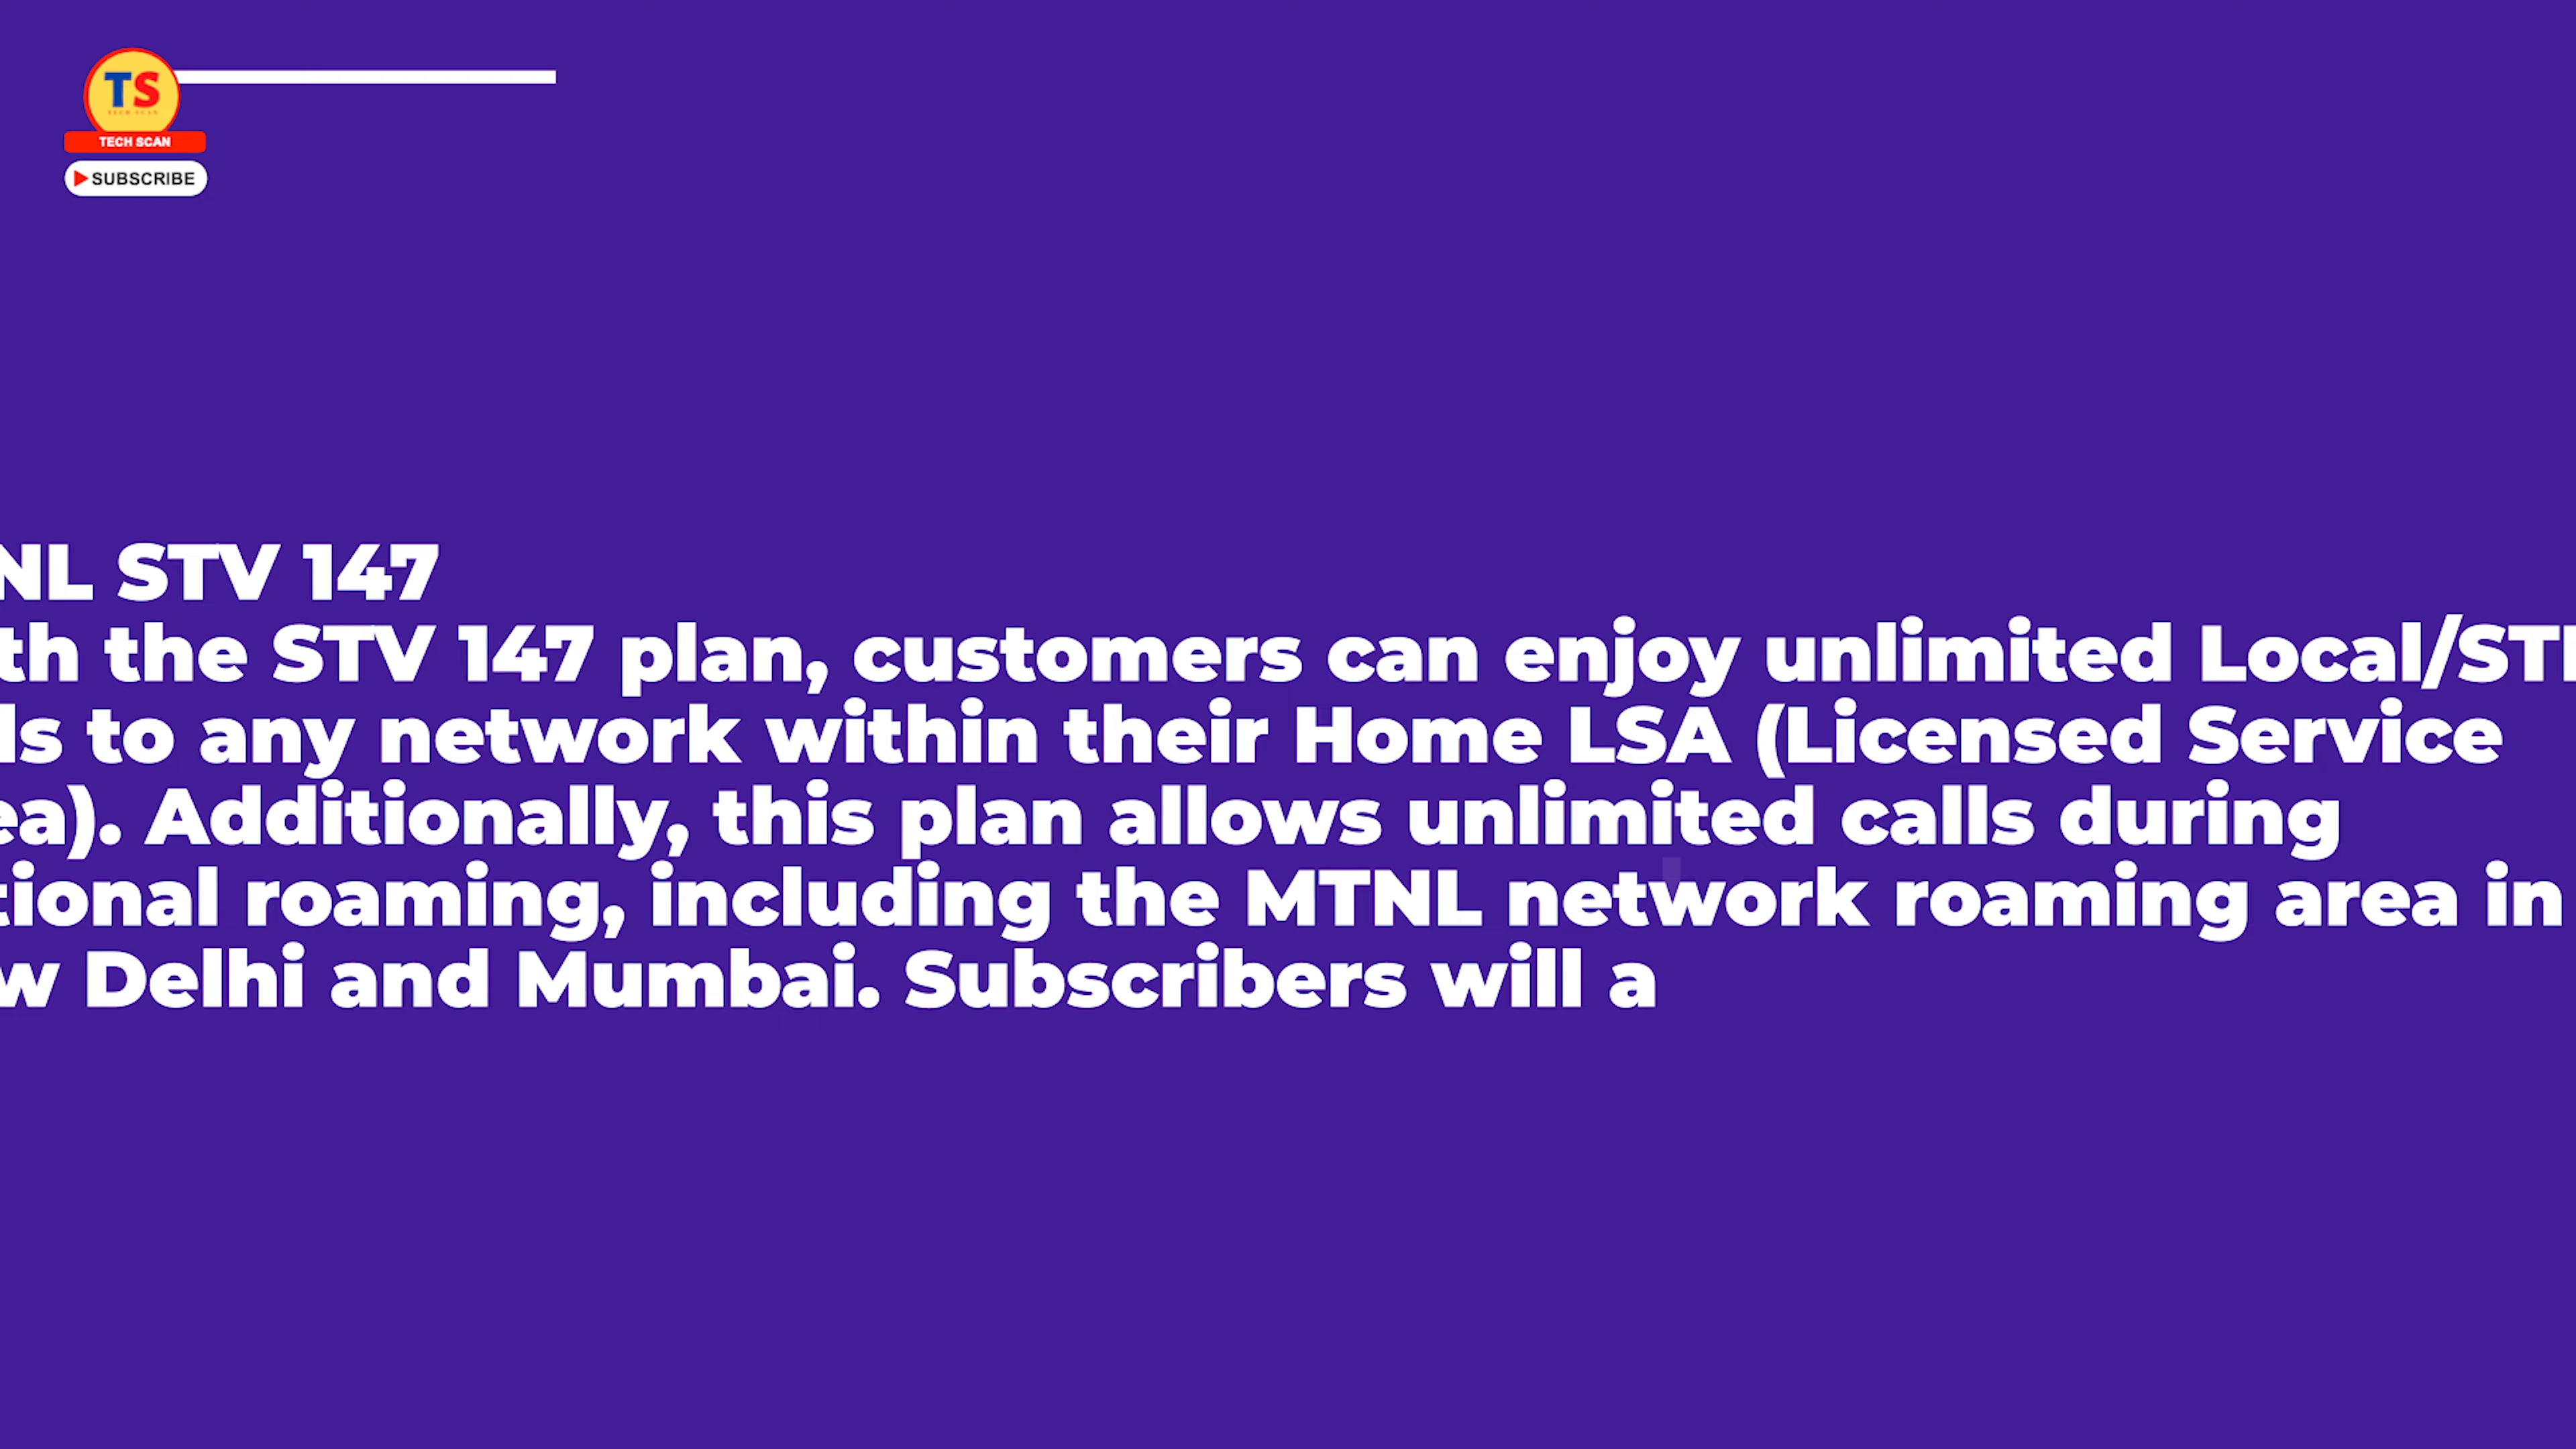 TS
TECH SCAN
TECH SCAN
SUBSCRIBE
NL STV 147
th the STV 147 plan, customers can enjoy unlimited Local/ST
ls to any network within their Home LSA (Licensed Service
ea). Additionally, this plan allows unlimited calls during
tional roaming, including the MTNL network roaming area in
w Delhi and Mumbai. Subscribers will a